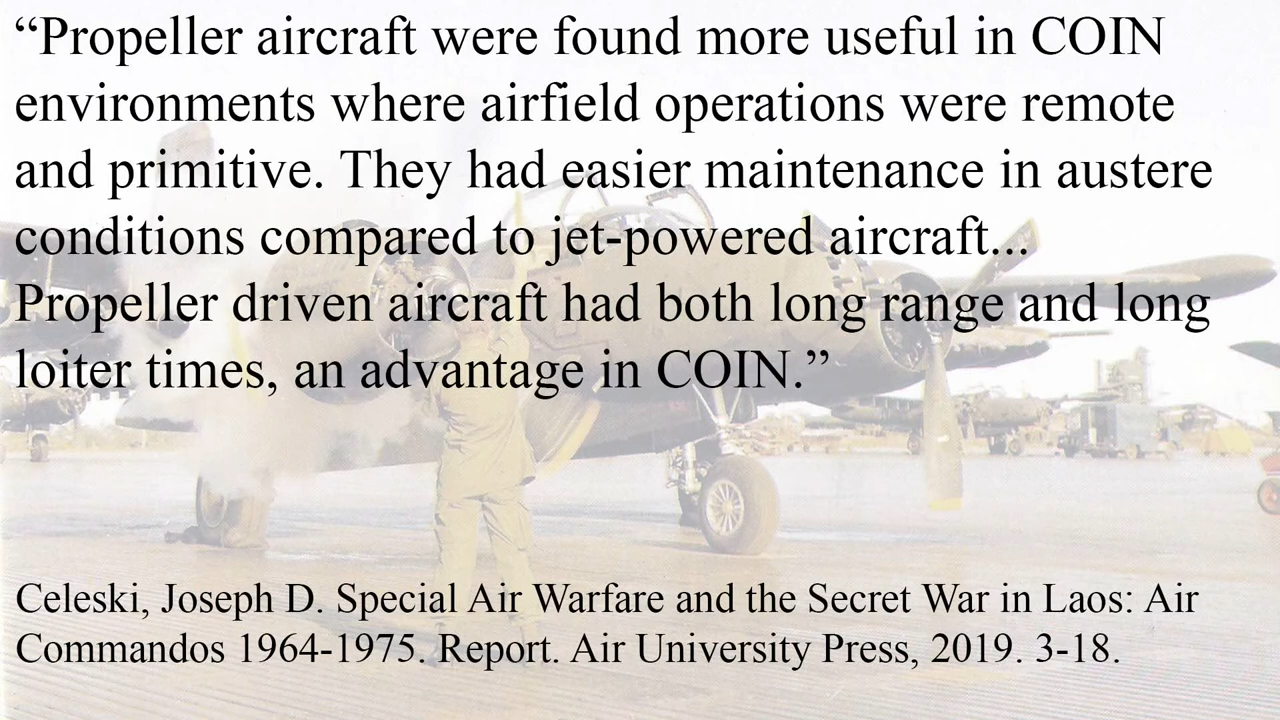 “Propeller aircraft were found more useful in COIN
environments where airfield operations were remote
and primitive. They had easier maintenance in austere
conditions compared to jet-powered aircraft...
Propeller driven aircraft had both long range and long
loiter times, an advantage in COIN.”
Celeski, Joseph D. Special Air Warfare and the Secret War in Laos: Air
Commandos 1964-1975. Report. Air University Press, 2019. 3-18.